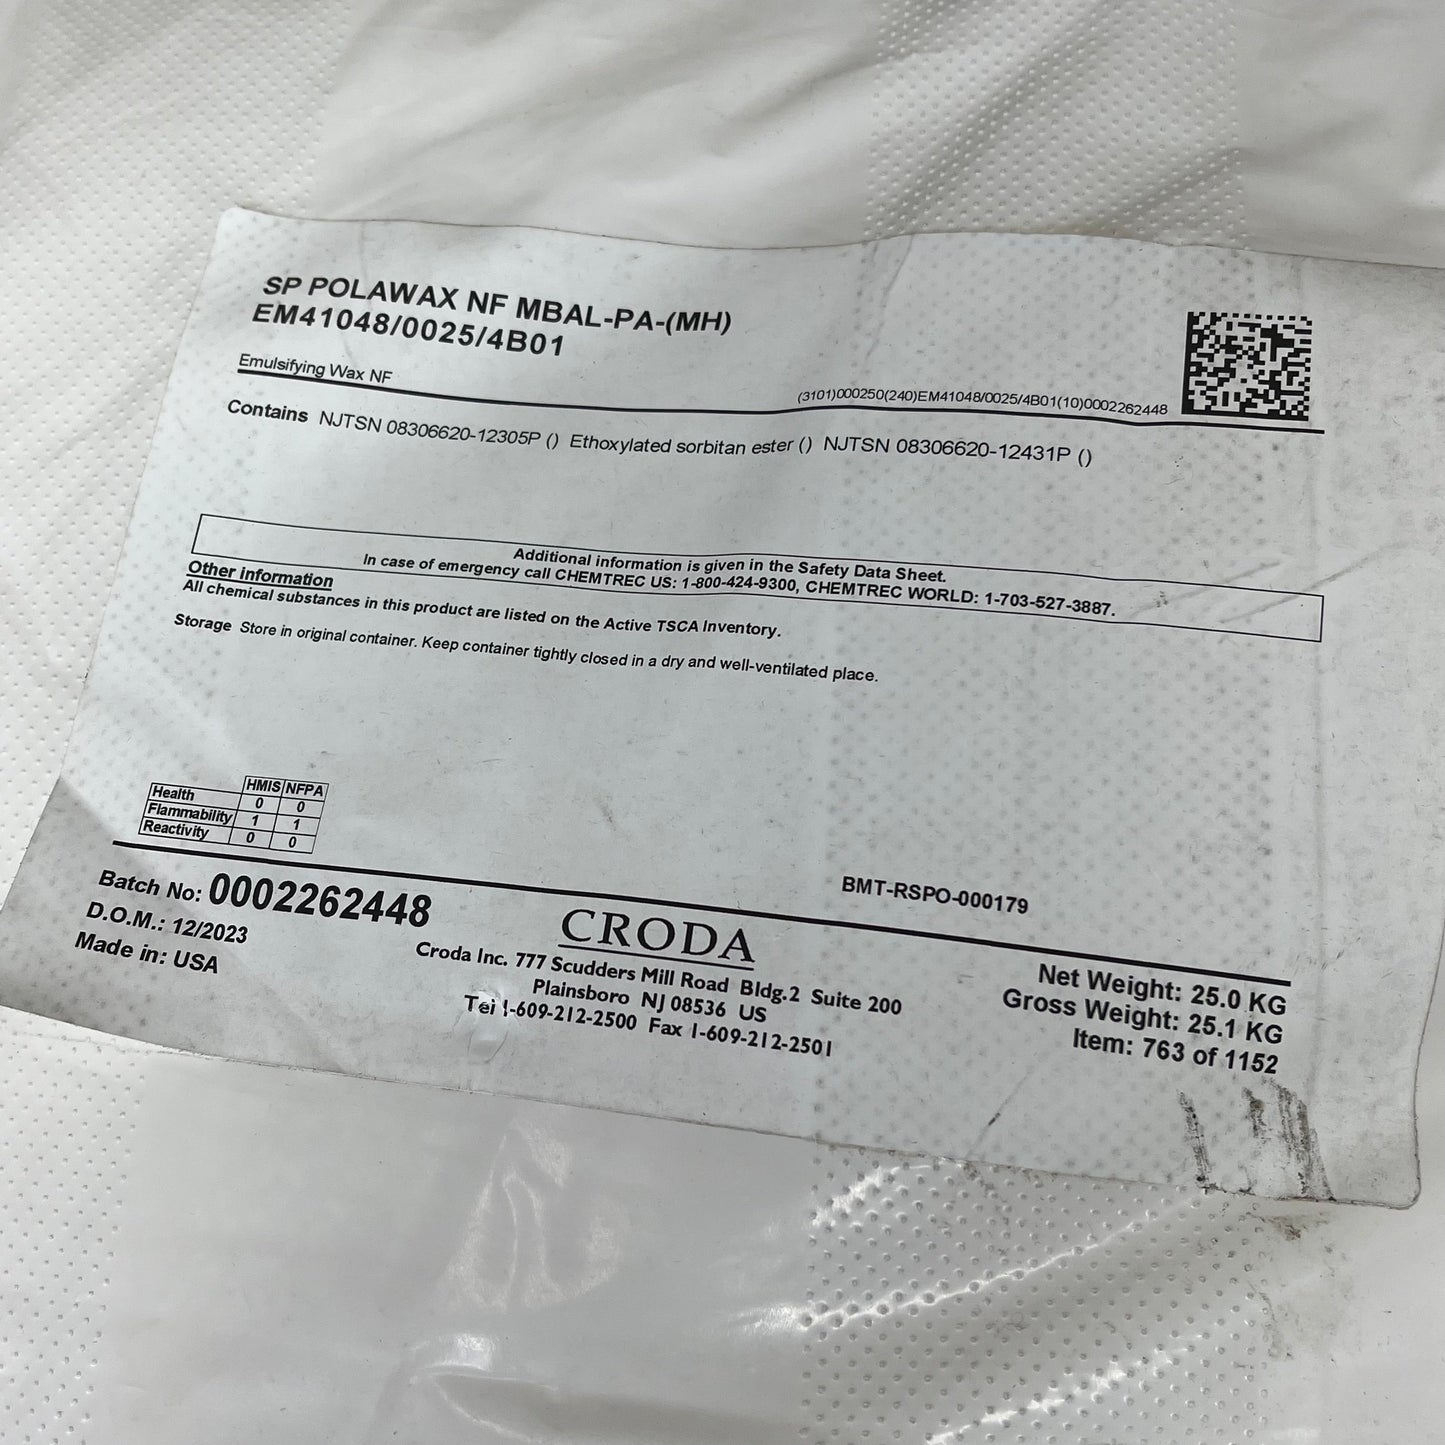 SP POLAWAX NF MBAL-PA-(MH)
EM41048/0025/4B01
Emulsifying Wax NF
(3101)000250(240)EM41048/0025/4B01(10)0002262448
Contains NJTSN 08306620-12305P () Ethoxylated sorbitan ester () NJTSN 08306620-12431P ()
Additional information is given in the Safety Data Sheet.
In case of emergency call CHEMTREC US: 1-800-424-9300, CHEMTREC WORLD: 1-703-527-3887.
Other information
All chemical substances in this product are listed on the Active TSCA Inventory.
Storage Store in original container. Keep container tightly closed in a dry and well-ventilated place.
HMIS NFPA
Health 0 0
Flammability 1 1
Reactivity 0 0
BMT-RSPO-000179
Batch No: 0002262448
D.O.M.: 12/2023
Made in: USA
CRODA
Croda Inc. 777 Scudders Mill Road Bldg.2 Suite 200
Plainsboro NJ 08536 US
Tel 1-609-212-2500 Fax 1-609-212-2501
Net Weight: 25.0 KG
Gross Weight: 25.1 KG
Item: 763 of 1152